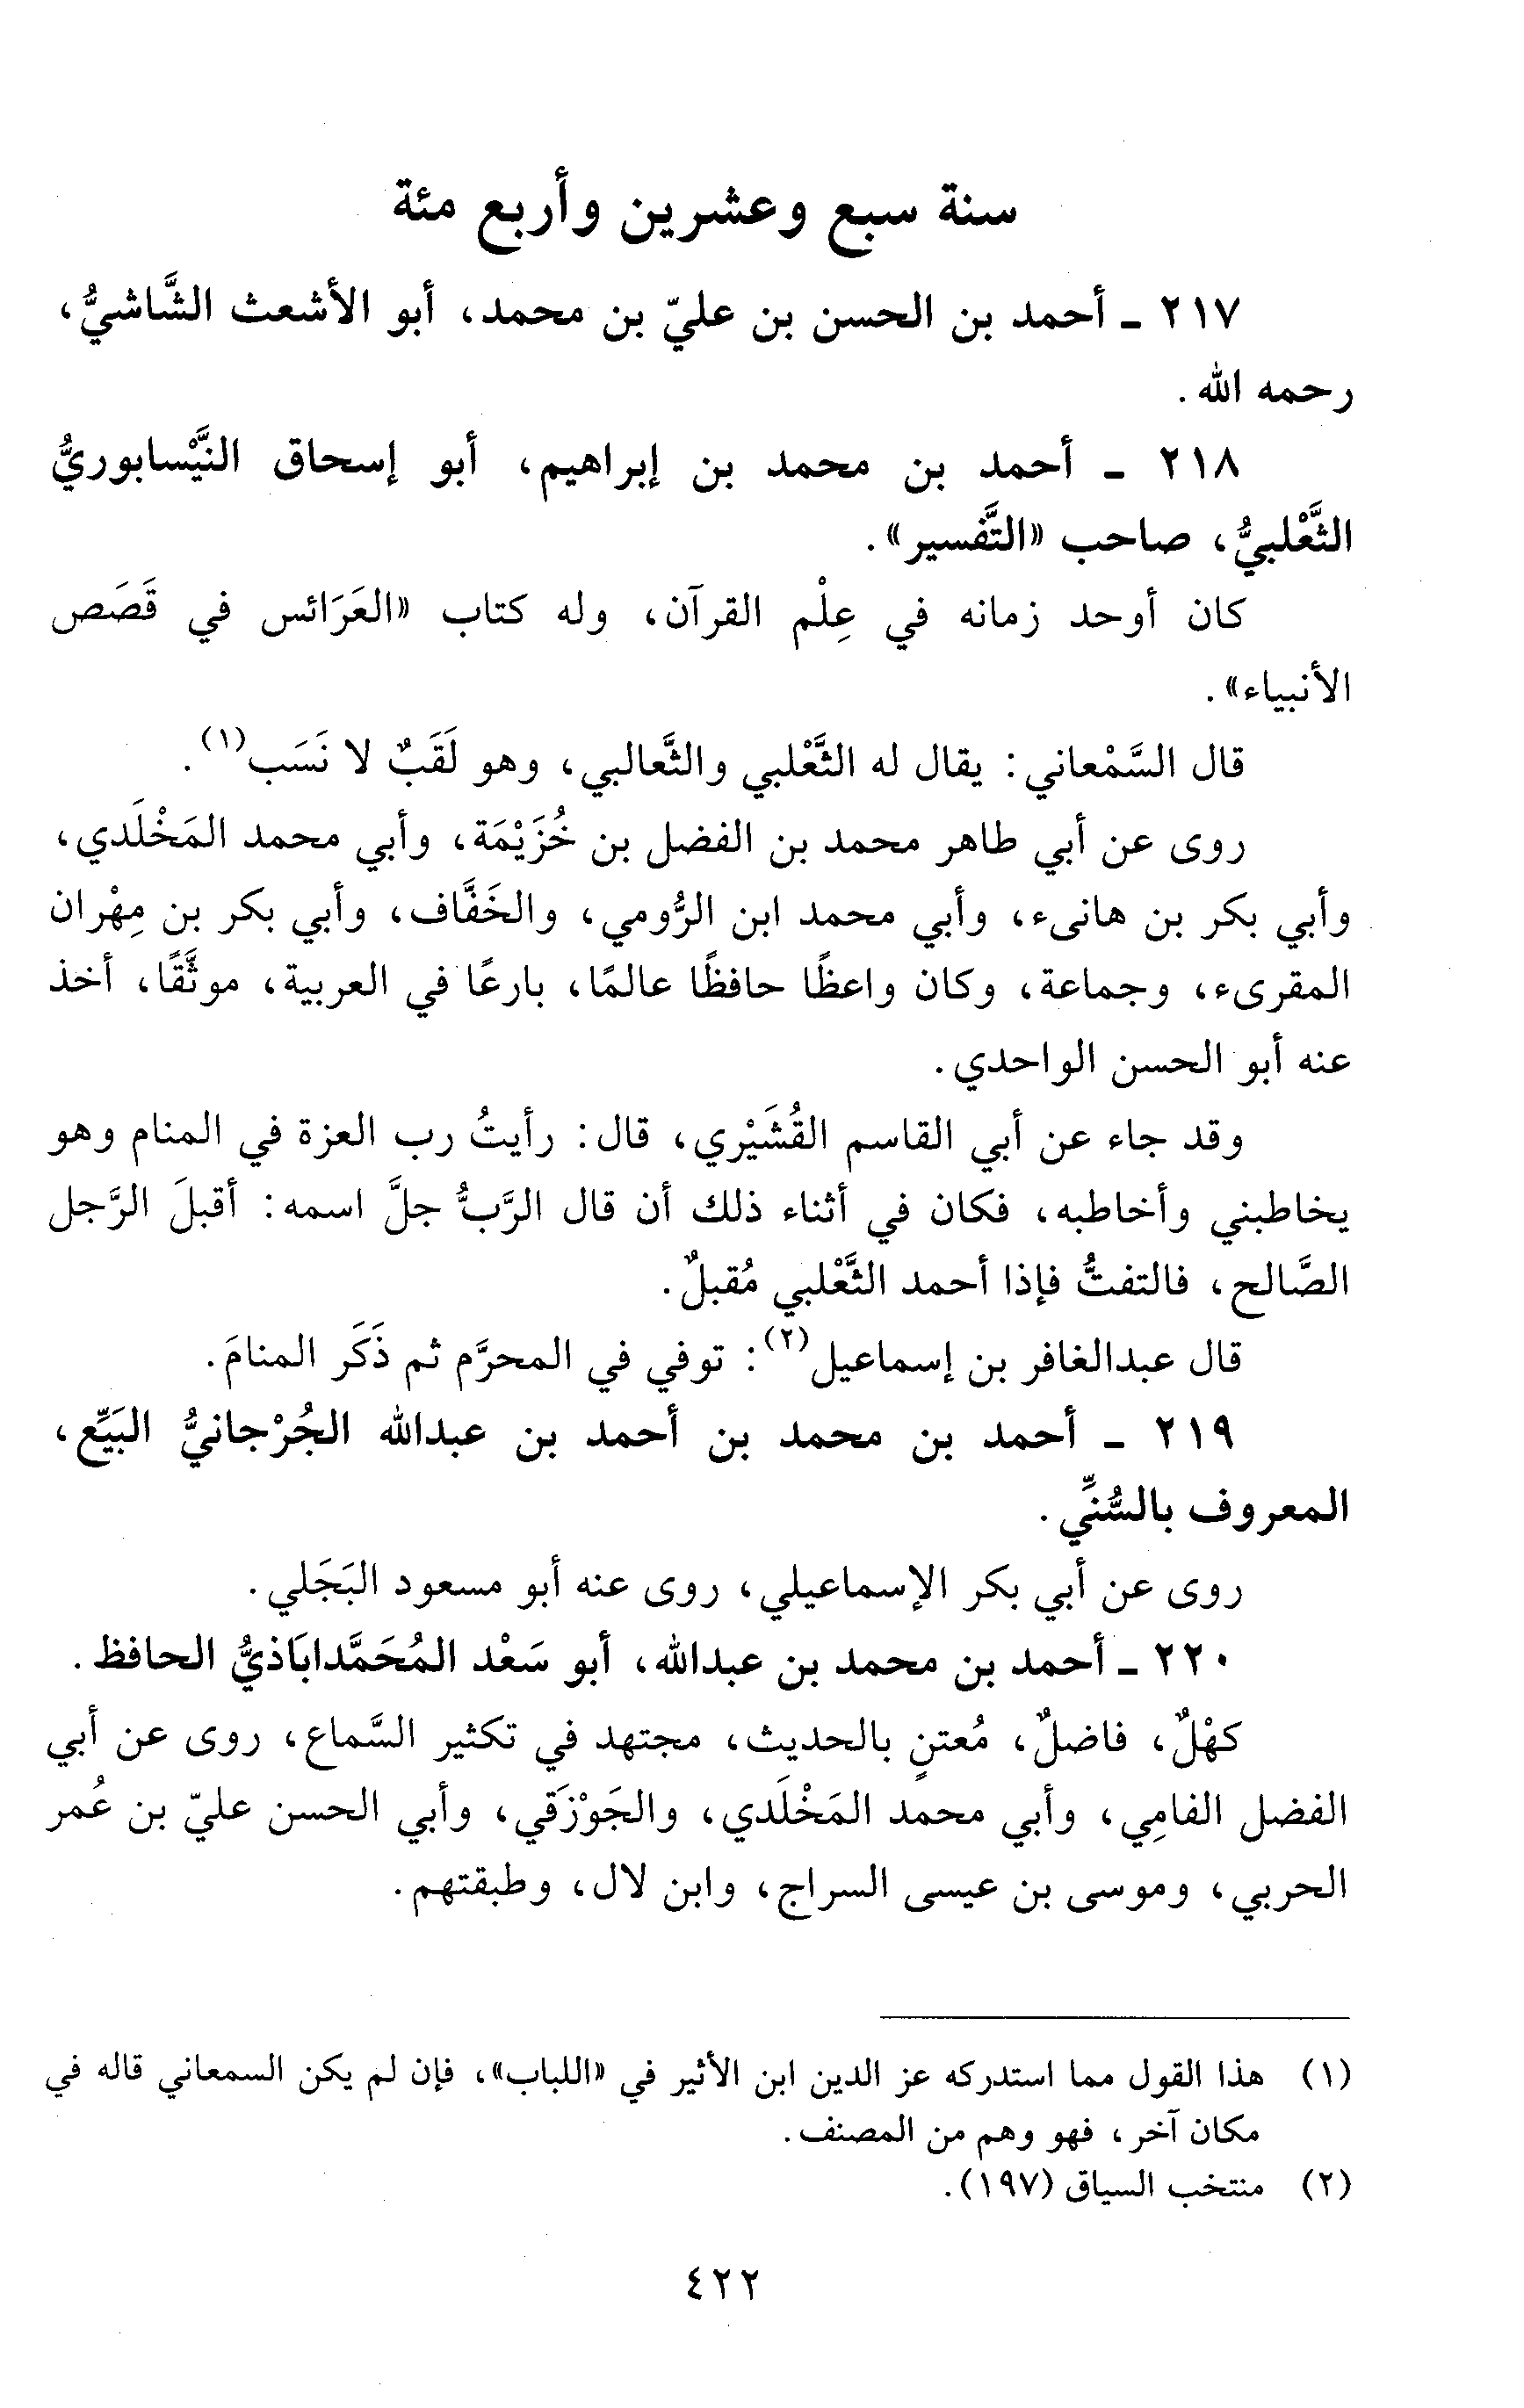 سنة سبع وعشرين وأربع مئة
٢١٧ ـ أحمد بن الحسن بن عليّ بن محمد، أبو الأشعث الشَّاشيُّ،
رحمه الله.
٢١٨ ـ أحمد بن محمد بن إبراهيم، أبو إسحاق النَّيْسابوريُّ
الثَّعْلبيُّ، صاحب «التَّفسير».
كان أوحد زمانه في عِلْم القرآن، وله كتاب «العَرَائس في قَصَص
الأنبياء».
قال السَّمْعاني: يقال له الثَّعْلبي والثَّعالبي، وهو لَقَبٌ لا نَسَب(١).
روى عن أبي طاهر محمد بن الفضل بن خُزَيْمَة، وأبي محمد المَخْلَدي،
وأبي بكر بن هانىء، وأبي محمد ابن الرُّومي، والخَفَّاف، وأبي بكر بن مِهْران
المقرىء، وجماعة، وكان واعظًا حافظًا عالمًا، بارعًا في العربية، موثَّقًا، أخذ
عنه أبو الحسن الواحدي.
وقد جاء عن أبي القاسم القُشَيْري، قال: رأيتُ رب العزة في المنام وهو
يخاطبني وأخاطبه، فكان في أثناء ذلك أن قال الرَّبُّ جلَّ اسمه: أقبلَ الرَّجل
الصَّالح، فالتفتُّ فإذا أحمد الثَّعْلبي مُقبلٌ.
قال عبدالغافر بن إسماعيل(٢): توفي في المحرَّم ثم ذَكَر المنامَ.
٢١٩ ـ أحمد بن محمد بن أحمد بن عبدالله الجُرْجانيُّ البَيِّع،
المعروف بالسُّنِّي.
روى عن أبي بكر الإسماعيلي، روى عنه أبو مسعود البَجَلي.
٢٢٠ ـ أحمد بن محمد بن عبدالله، أبو سَعْد المُحَمَّداباَذيُّ الحافظ.
كهْلٌ، فاضلٌ، مُعتنٍ بالحديث، مجتهد في تكثير السَّماع، روى عن أبي
الفضل الفامِي، وأبي محمد المَخْلَدي، والجَوْزَقي، وأبي الحسن عليّ بن عُمر
الحربي، وموسى بن عيسى السراج، وابن لال، وطبقتهم.
(١) هذا القول مما استدركه عز الدين ابن الأثير في «اللباب»، فإن لم يكن السمعاني قاله في
مكان آخر، فهو وهم من المصنف.
(٢) منتخب السياق (١٩٧).
٤٢٢